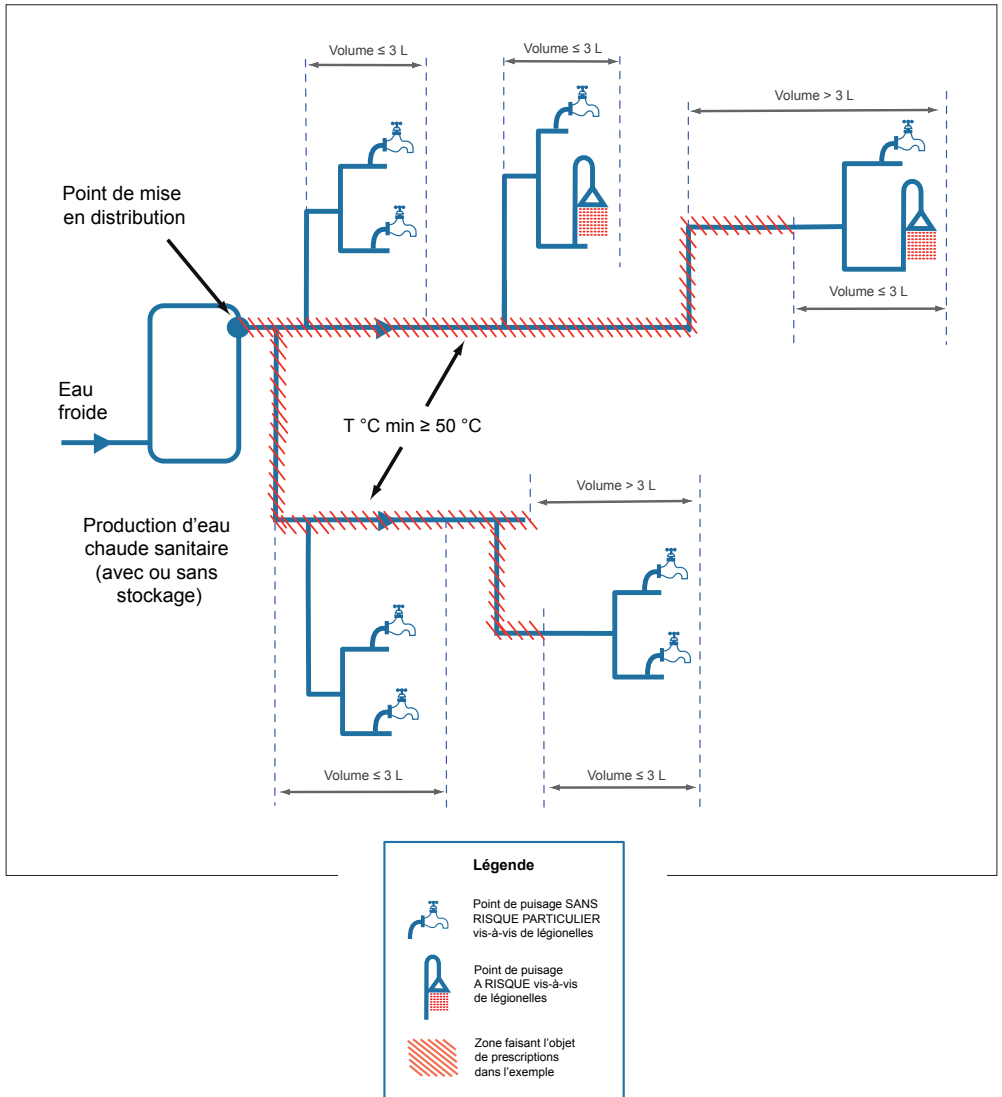 Volume ≤ 3 L
Volume ≤ 3 L
Volume > 3 L
Point de mise
en distribution
Volume ≤ 3 L
Eau
froide
T °C min ≥ 50 °C
Volume > 3 L
Production d’eau
chaude sanitaire
(avec ou sans
stockage)
Volume ≤ 3 L
Volume ≤ 3 L
Légende
Point de puisage SANS
RISQUE PARTICULIER
vis-à-vis de légionelles
Point de puisage
A RISQUE vis-à-vis
de légionelles
Zone faisant l’objet
de prescriptions
dans l’exemple